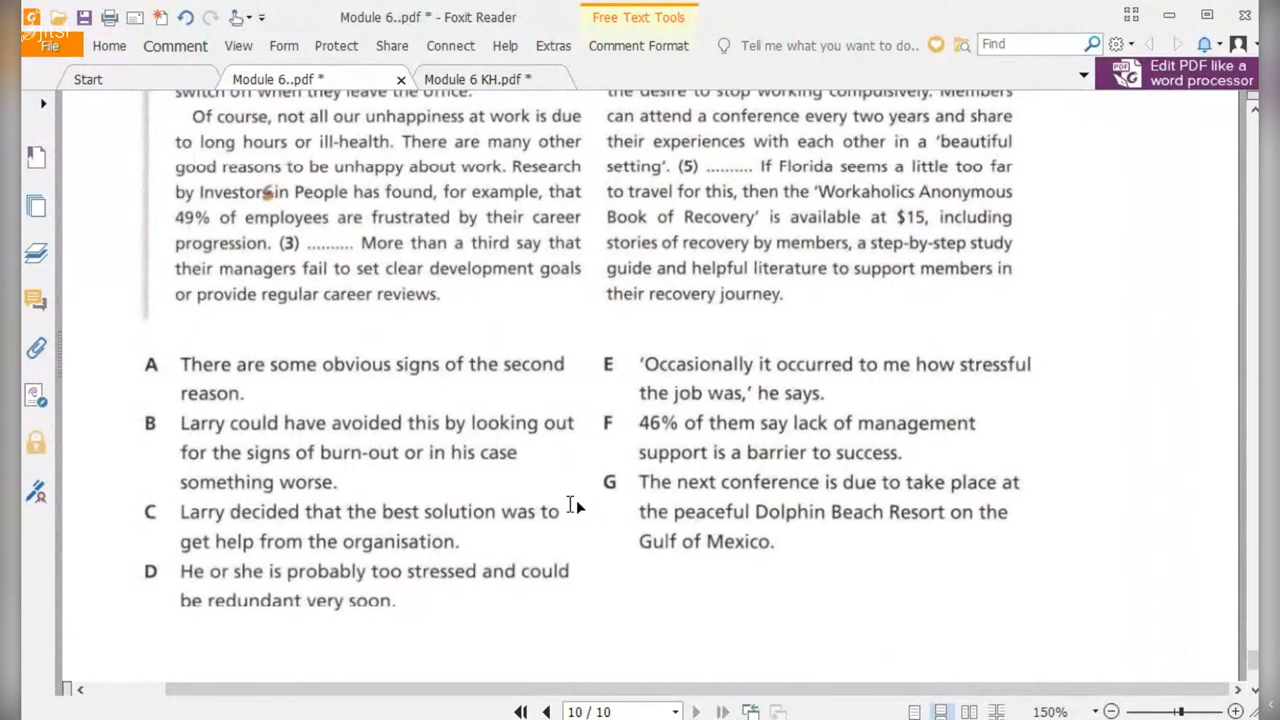 Module 6..pdf * - Foxit Reader
Free Text Tools
jitsi
File
Home
Comment
View
Form
Protect
Share
Connect
Help
Extras
Comment Format
Tell me what you want to do..
Find
Start
Module 6..pdf *
Module 6 KH.pdf *
Edit PDF like a
word processor
switch off when they leave the office.
Of course, not all our unhappiness at work is due
to long hours or ill-health. There are many other
good reasons to be unhappy about work. Research
by Investors in People has found, for example, that
49% of employees are frustrated by their career
progression. (3) .......... More than a third say that
their managers fail to set clear development goals
or provide regular career reviews.
the desire to stop working compulsively. Members
can attend a conference every two years and share
their experiences with each other in a 'beautiful
setting'. (5) .......... If Florida seems a little too far
to travel for this, then the 'Workaholics Anonymous
Book of Recovery' is available at $15, including
stories of recovery by members, a step-by-step study
guide and helpful literature to support members in
their recovery journey.
A There are some obvious signs of the second
reason.
B Larry could have avoided this by looking out
for the signs of burn-out or in his case
something worse.
C Larry decided that the best solution was to
get help from the organisation.
D He or she is probably too stressed and could
be redundant very soon.
E 'Occasionally it occurred to me how stressful
the job was,' he says.
F 46% of them say lack of management
support is a barrier to success.
G The next conference is due to take place at
the peaceful Dolphin Beach Resort on the
Gulf of Mexico.
10 / 10
150%